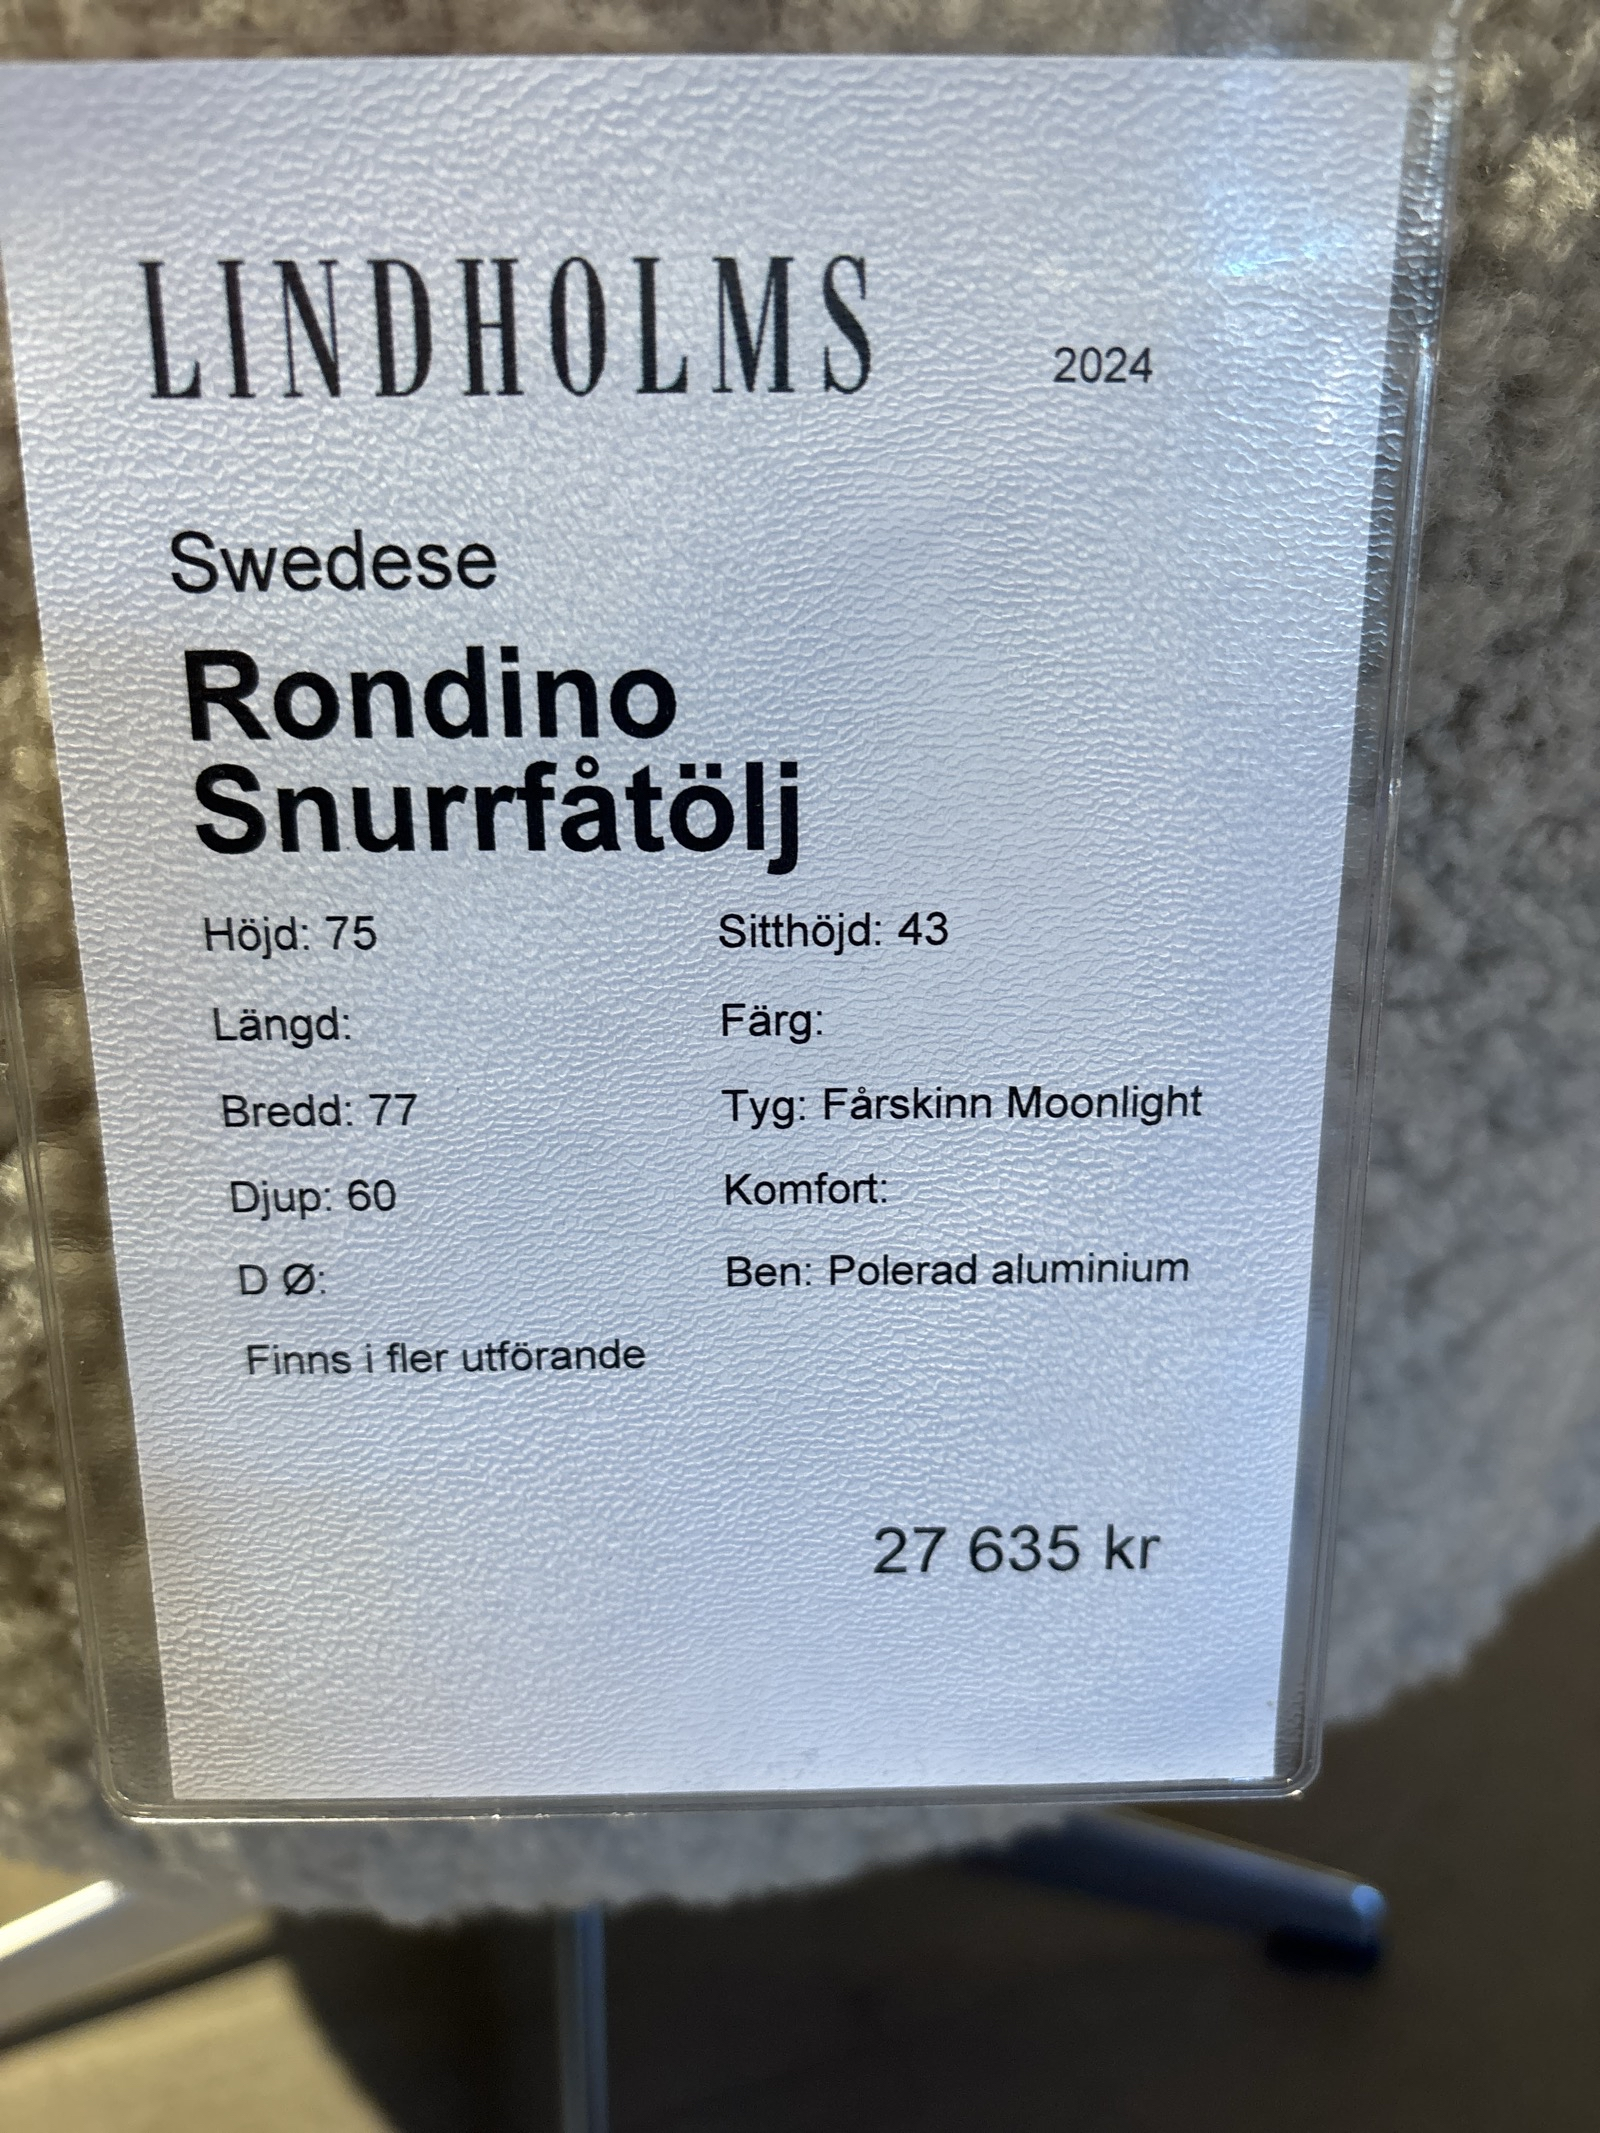 LINDHOLMS 2024
Swedese
Rondino
Snurrfåtölj
Höjd: 75 Sitthöjd: 43
Längd: Färg:
Bredd: 77 Tyg: Fårskinn Moonlight
Djup: 60 Komfort:
D Ø: Ben: Polerad aluminium
Finns i fler utförande
27 635 kr